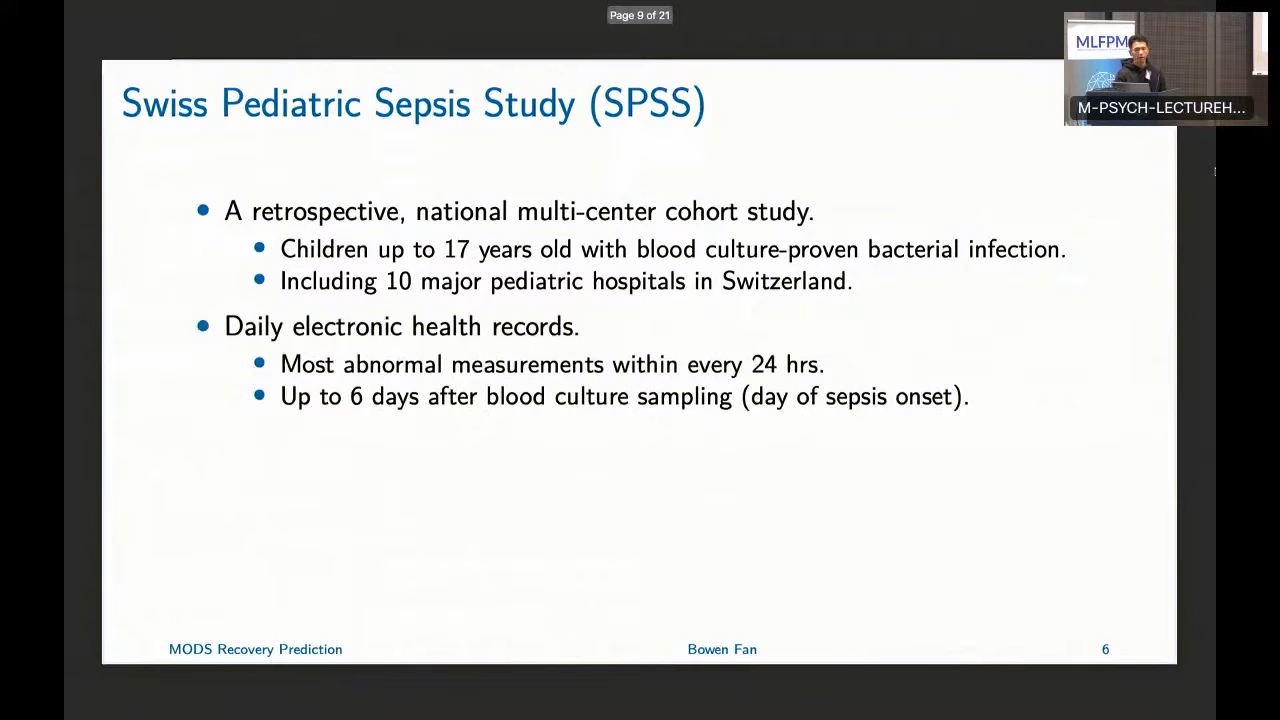 Page 9 of 21
MLFPM
M-PSYCH-LECTUREH...
Swiss Pediatric Sepsis Study (SPSS)
• A retrospective, national multi-center cohort study.
• Children up to 17 years old with blood culture-proven bacterial infection.
• Including 10 major pediatric hospitals in Switzerland.
• Daily electronic health records.
• Most abnormal measurements within every 24 hrs.
• Up to 6 days after blood culture sampling (day of sepsis onset).
MODS Recovery Prediction Bowen Fan 6